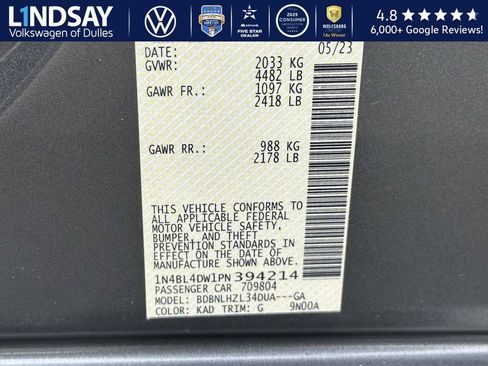 LINDSAY
Volkswagen of Dulles
FIVE STAR DEALER
2025
CONSUMER
WOLFSBURG
14x Winner
4.8
6,000+ Google Reviews!
DATE: 05/23
GVWR: 2033 KG
4482 LB
GAWR FR.: 1097 KG
2418 LB
GAWR RR.: 988 KG
2178 LB
THIS VEHICLE CONFORMS TO
ALL APPLICABLE FEDERAL
MOTOR VEHICLE SAFETY,
BUMPER, AND THEFT
PREVENTION STANDARDS IN
EFFECT ON THE DATE OF
MANUFACTURE SHOWN ABOVE.
1N4BL4DW1PN394214
PASSENGER CAR 709804
MODEL: BDBNLHZL34DUA---GA
COLOR: KAD TRIM: G 9N00A